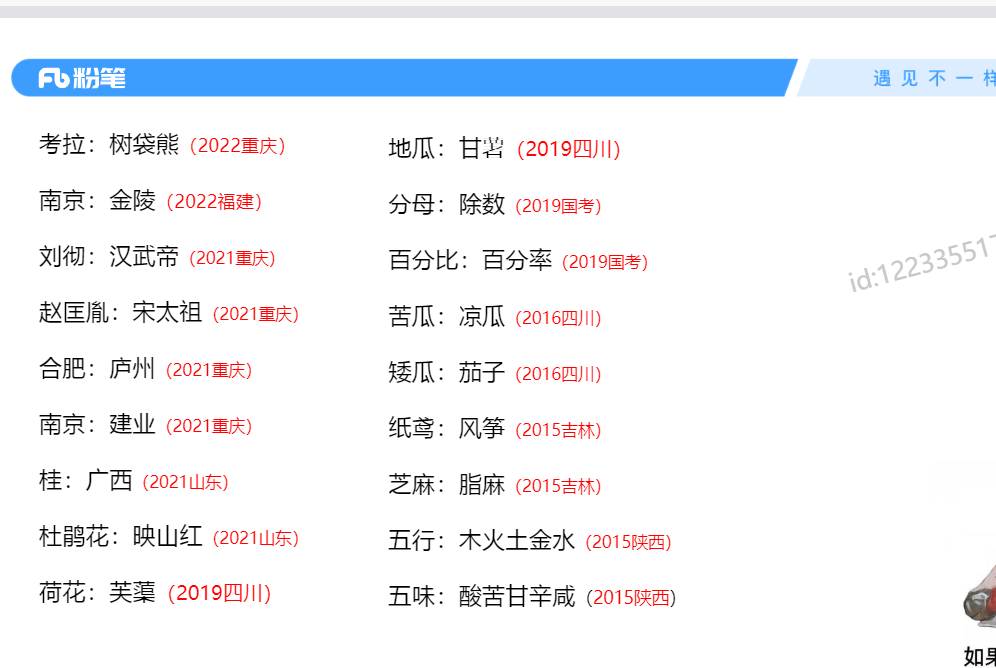 粉笔
遇见不一样
考拉：树袋熊（2022重庆）
南京：金陵（2022福建）
刘彻：汉武帝（2021重庆）
赵匡胤：宋太祖（2021重庆）
合肥：庐州（2021重庆）
南京：建业（2021重庆）
桂：广西（2021山东）
杜鹃花：映山红（2021山东）
荷花：芙蕖（2019四川）
地瓜：甘薯（2019四川）
分母：除数（2019国考）
百分比：百分率（2019国考）
苦瓜：凉瓜（2016四川）
矮瓜：茄子（2016四川）
纸鸢：风筝（2015吉林）
芝麻：脂麻（2015吉林）
五行：木火土金水（2015陕西）
五味：酸苦甘辛咸（2015陕西）
id:12233551
如果